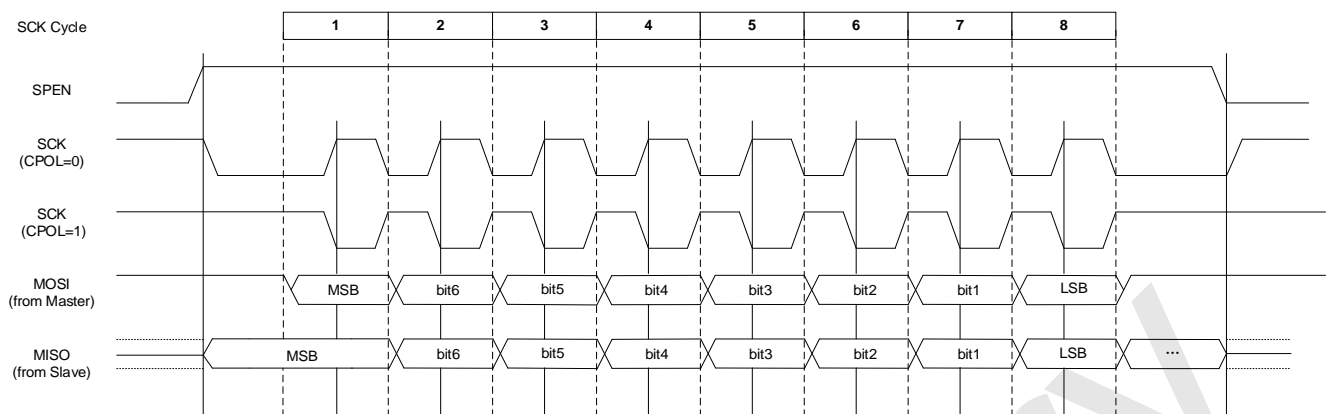 SCK Cycle 1 2 3 4 5 6 7 8
SPEN
SCK
(CPOL=0)
SCK
(CPOL=1)
MOSI
(from Master)
MSB bit6 bit5 bit4 bit3 bit2 bit1 LSB
MISO
(from Slave)
MSB bit6 bit5 bit4 bit3 bit2 bit1 LSB ...